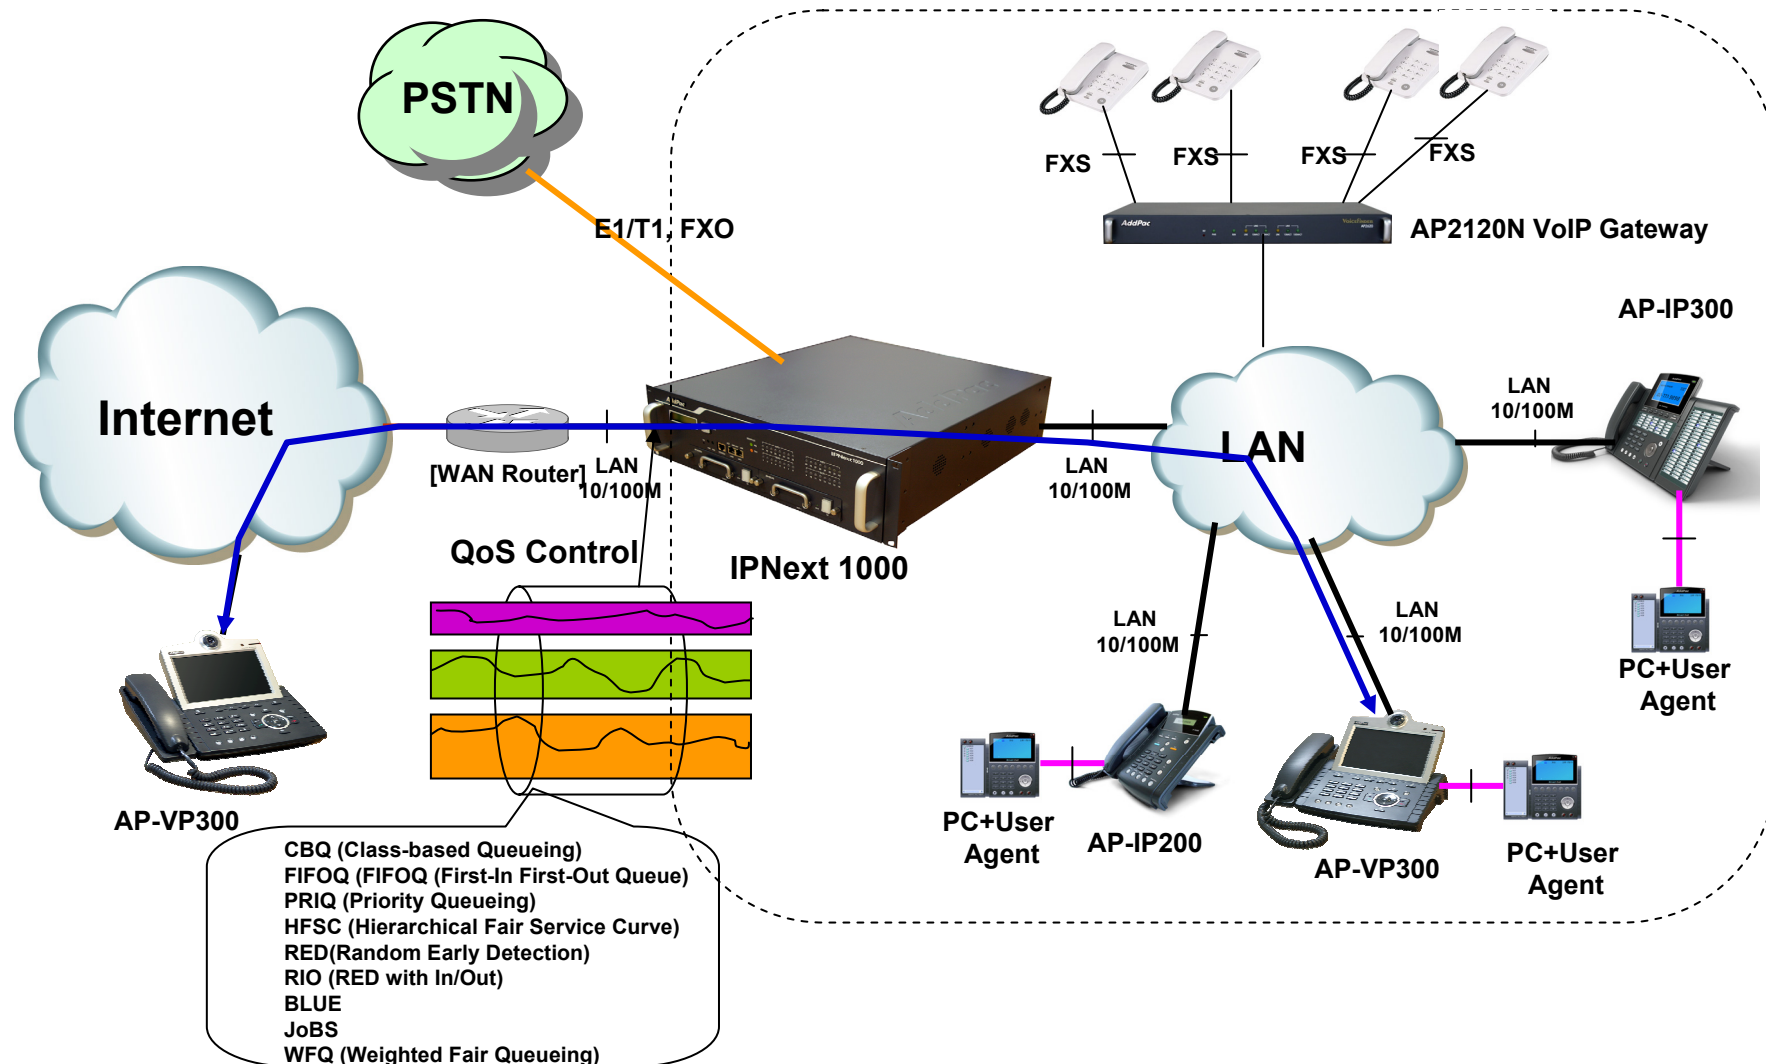 PSTN
E1/T1, FXO
FXS
FXS
FXS
FXS
AddPac
AP2120N VoIP Gateway
AP-IP300
Internet
[WAN Router]
LAN
10/100M
AddPac
AddPac
IPNext1000
IPNext 1000
LAN
10/100M
LAN
LAN
10/100M
QoS Control
LAN
10/100M
LAN
10/100M
PC+User
Agent
AP-VP300
PC+User
Agent
AP-IP200
AP-VP300
PC+User
Agent
CBQ (Class-based Queueing)
FIFOQ (FIFOQ (First-In First-Out Queue)
PRIQ (Priority Queueing)
HFSC (Hierarchical Fair Service Curve)
RED(Random Early Detection)
RIO (RED with In/Out)
BLUE
JoBS
WFQ (Weighted Fair Queueing)